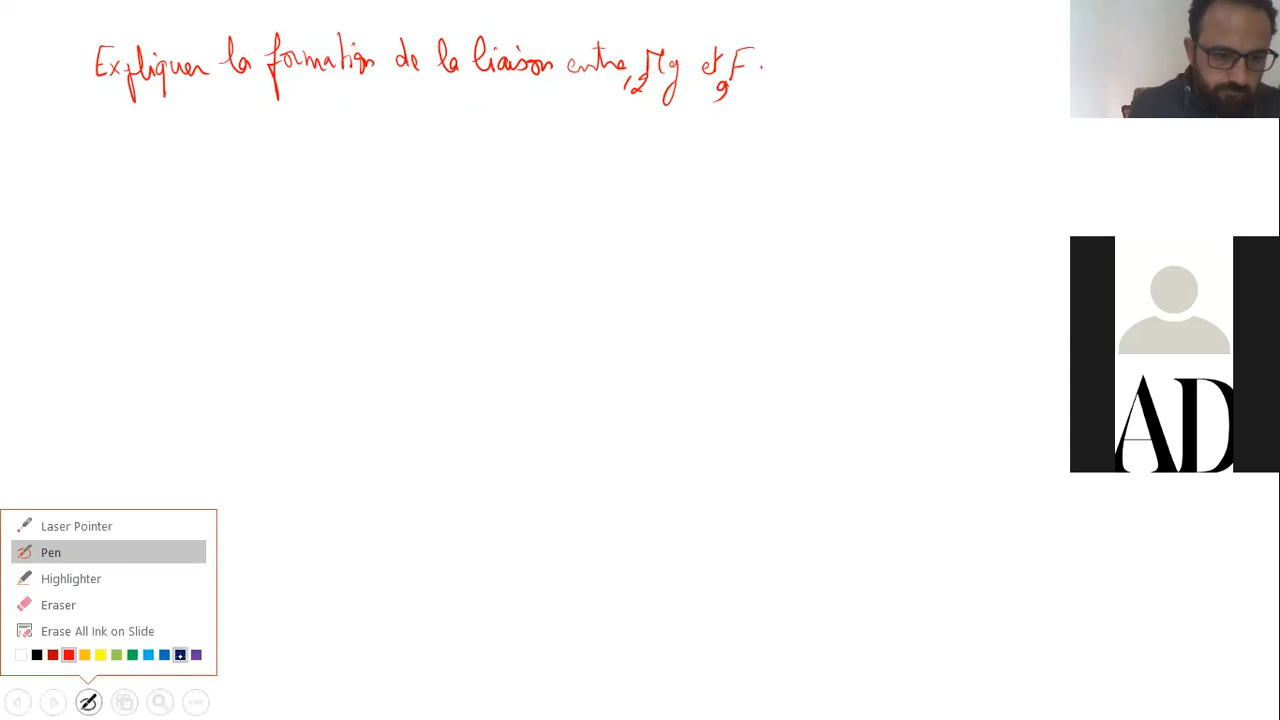 Expliquer la formation de la liaison entre ₁₂Mg et ₉F.
AD
Laser Pointer
Pen
Highlighter
Eraser
Erase All Ink on Slide